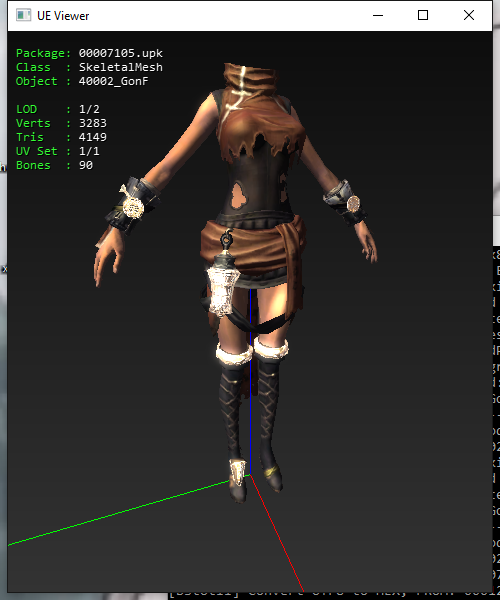 UE Viewer
Package: 00007105.upk
Class : SkeletalMesh
Object : 40002_GonF
LOD : 1/2
Verts : 3283
Tris : 4149
UV Set : 1/1
Bones : 90